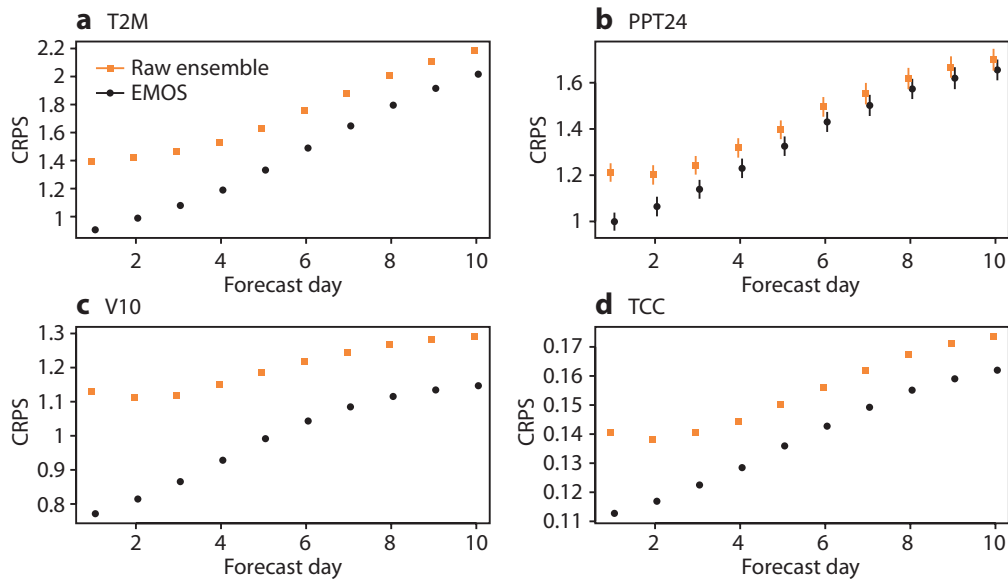 a T2M
2.2
2
1.8
1.6
1.4
1.2
1
CRPS
Raw ensemble
EMOS
2 4 6 8 10
Forecast day
b PPT24
1.6
1.4
1.2
1
CRPS
2 4 6 8 10
Forecast day
c V10
1.3
1.2
1.1
1
0.9
0.8
CRPS
2 4 6 8 10
Forecast day
d TCC
0.17
0.16
0.15
0.14
0.13
0.12
0.11
CRPS
2 4 6 8 10
Forecast day